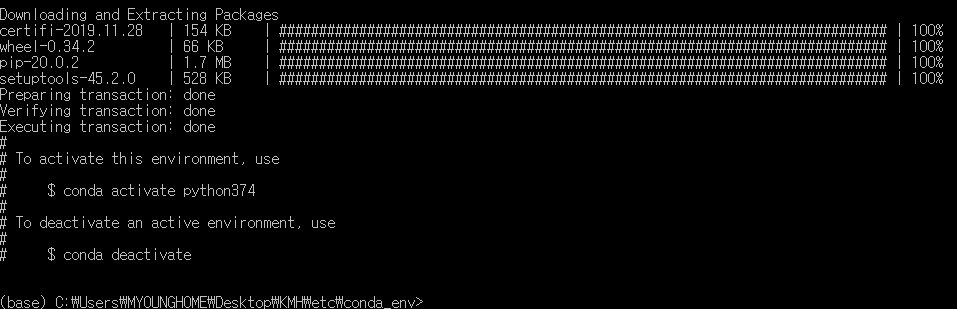 Downloading and Extracting Packages
certifi-2019.11.28   | 154 KB    | ############################################################################ | 100%
wheel-0.34.2         | 66 KB     | ############################################################################ | 100%
pip-20.0.2           | 1.7 MB    | ############################################################################ | 100%
setuptools-45.2.0    | 528 KB    | ############################################################################ | 100%
Preparing transaction: done
Verifying transaction: done
Executing transaction: done
#
# To activate this environment, use
#
#     $ conda activate python374
#
# To deactivate an active environment, use
#
#     $ conda deactivate
(base) C:₩Users₩MYOUNGHOME₩Desktop₩KMH₩etc₩conda_env>